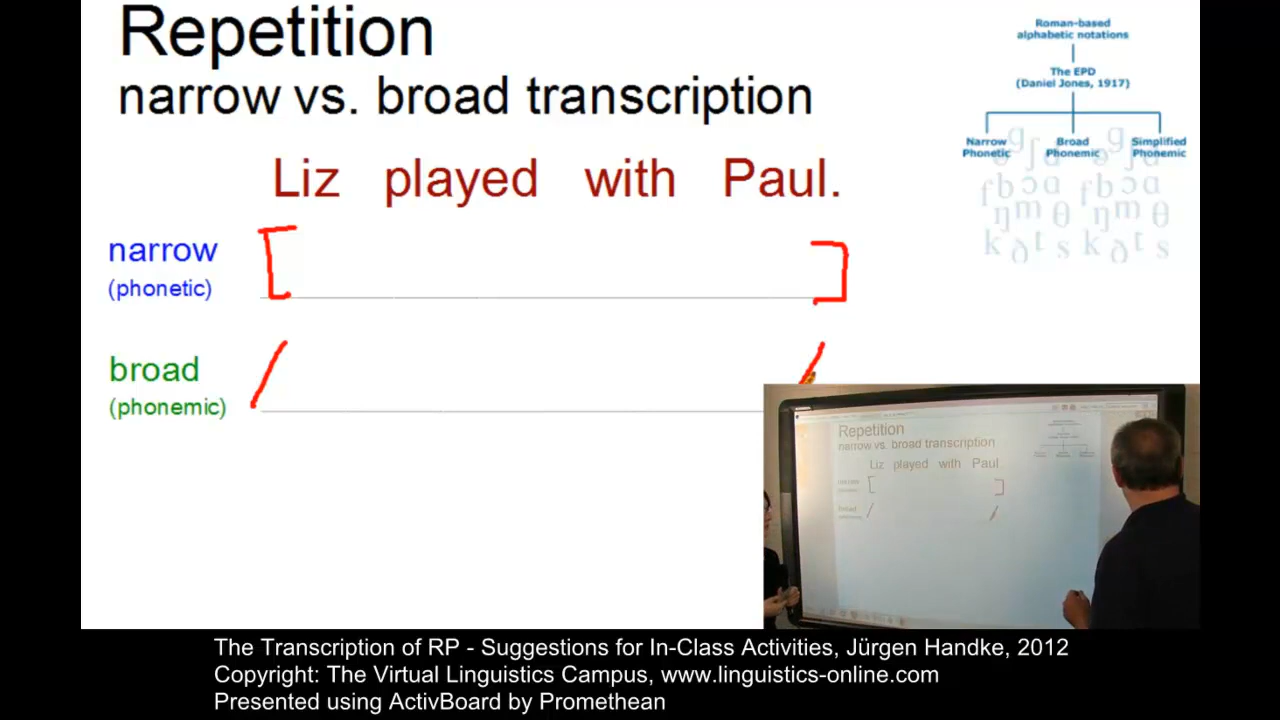 Repetition
narrow vs. broad transcription
Roman-based
alphabetic notations
The EPD
(Daniel Jones, 1917)
Narrow
Phonetic
Broad
Phonemic
Simplified
Phonemic
Liz played with Paul.
narrow
(phonetic)
[ ]
broad
(phonemic)
/ /
Repetition
narrow vs. broad transcription
Liz played with Paul
[ ]
/ /
The Transcription of RP - Suggestions for In-Class Activities, Jürgen Handke, 2012
Copyright: The Virtual Linguistics Campus, www.linguistics-online.com
Presented using ActivBoard by Promethean